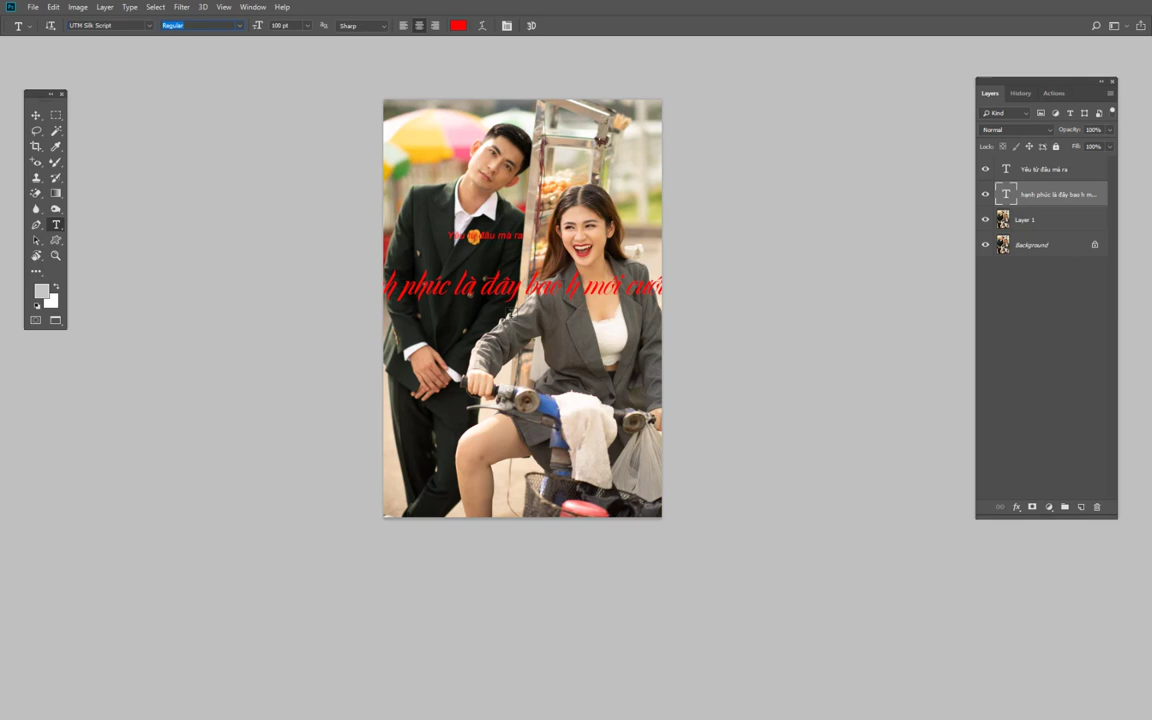 Ps File Edit Image Layer Type Select Filter 3D View Window Help
T UTM Silk Script Regular 100 pt Sharp 3D
Layers History Actions
Kind
Normal Opacity: 100%
Lock: Fill: 100%
Yêu từ đâu mà ra
hạnh phúc là đây bao h m...
Layer 1
Background
Yêu từ đâu mà ra
h phúc là đây bao h mới cưới
fx